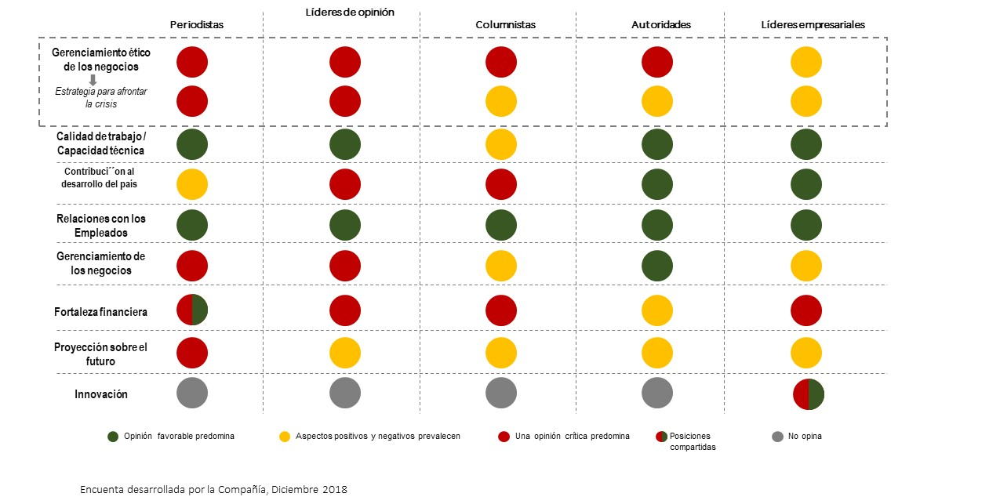 Periodistas
Líderes de opinión
Columnistas
Autoridades
Líderes empresariales
Gerenciamiento ético
de los negocios
Estrategia para afrontar
la crisis
Calidad de trabajo /
Capacidad técnica
Contribuci´´on al
desarrollo del país
Relaciones con los
Empleados
Gerenciamiento de
los negocios
Fortaleza financiera
Proyección sobre el
futuro
Innovación
Opinión favorable predomina
Aspectos positivos y negativos prevalecen
Una opinión crítica predomina
Posiciones
compartidas
No opina
Encuenta desarrollada por la Compañía, Diciembre 2018